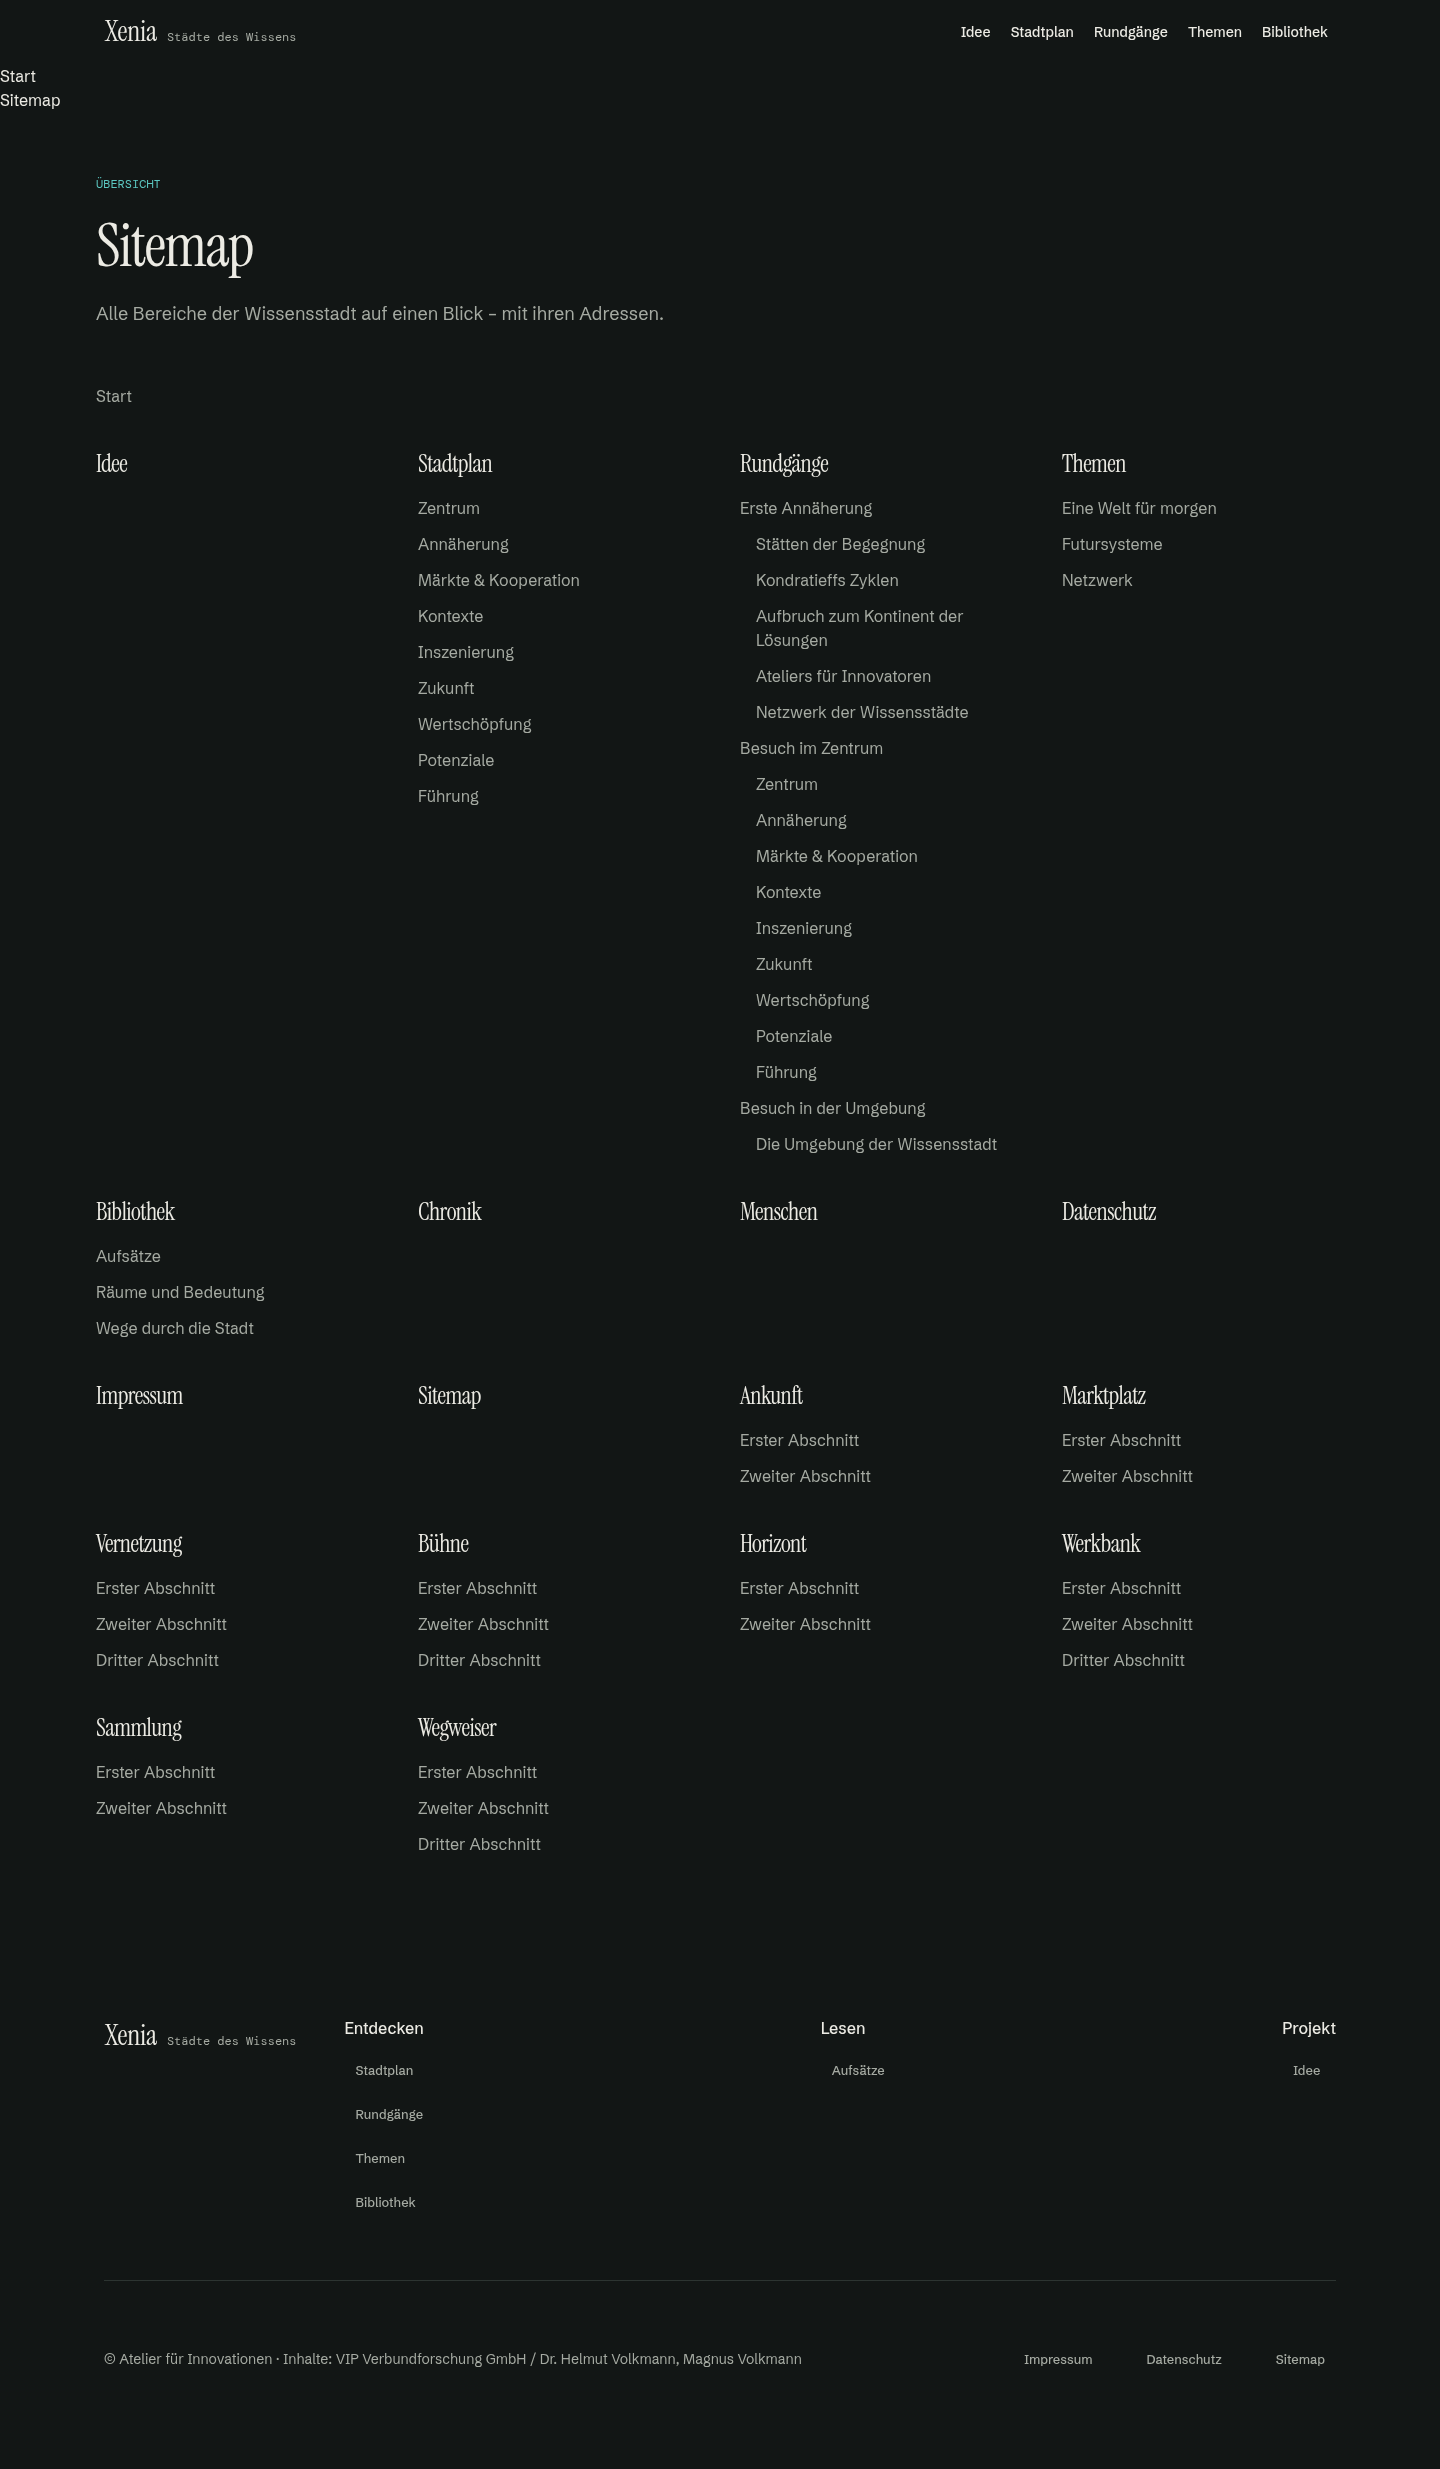 Xenia Städte des Wissens
Idee Stadtplan Rundgänge Themen Bibliothek
Start
Sitemap
ÜBERSICHT
Sitemap
Alle Bereiche der Wissensstadt auf einen Blick – mit ihren Adressen.
Start
Idee
Stadtplan
Zentrum
Annäherung
Märkte & Kooperation
Kontexte
Inszenierung
Zukunft
Wertschöpfung
Potenziale
Führung
Rundgänge
Erste Annäherung
Stätten der Begegnung
Kondratieffs Zyklen
Aufbruch zum Kontinent der
Lösungen
Ateliers für Innovatoren
Netzwerk der Wissensstädte
Besuch im Zentrum
Zentrum
Annäherung
Märkte & Kooperation
Kontexte
Inszenierung
Zukunft
Wertschöpfung
Potenziale
Führung
Besuch in der Umgebung
Die Umgebung der Wissensstadt
Themen
Eine Welt für morgen
Futursysteme
Netzwerk
Bibliothek
Aufsätze
Räume und Bedeutung
Wege durch die Stadt
Chronik
Menschen
Datenschutz
Impressum
Sitemap
Ankunft
Erster Abschnitt
Zweiter Abschnitt
Marktplatz
Erster Abschnitt
Zweiter Abschnitt
Vernetzung
Erster Abschnitt
Zweiter Abschnitt
Dritter Abschnitt
Bühne
Erster Abschnitt
Zweiter Abschnitt
Dritter Abschnitt
Horizont
Erster Abschnitt
Zweiter Abschnitt
Werkbank
Erster Abschnitt
Zweiter Abschnitt
Dritter Abschnitt
Sammlung
Erster Abschnitt
Zweiter Abschnitt
Wegweiser
Erster Abschnitt
Zweiter Abschnitt
Dritter Abschnitt
Xenia Städte des Wissens
Entdecken
Stadtplan
Rundgänge
Themen
Bibliothek
Lesen
Aufsätze
Projekt
Idee
© Atelier für Innovationen · Inhalte: VIP Verbundforschung GmbH / Dr. Helmut Volkmann, Magnus Volkmann
Impressum Datenschutz Sitemap